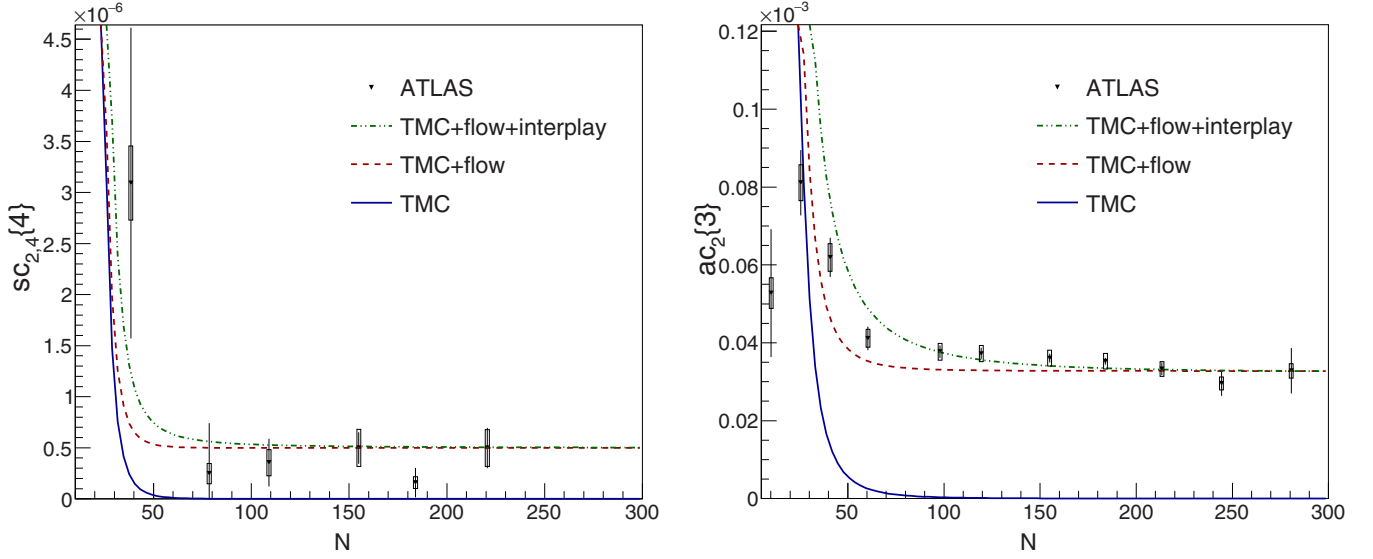 ×10⁻⁶
4.5
4
3.5
3
2.5
2
1.5
1
0.5
0
sc₂,₄{4}
ATLAS
TMC+flow+interplay
TMC+flow
TMC
50
100
150
200
250
300
N
×10⁻³
0.12
0.1
0.08
0.06
0.04
0.02
0
ac₂{3}
ATLAS
TMC+flow+interplay
TMC+flow
TMC
50
100
150
200
250
300
N